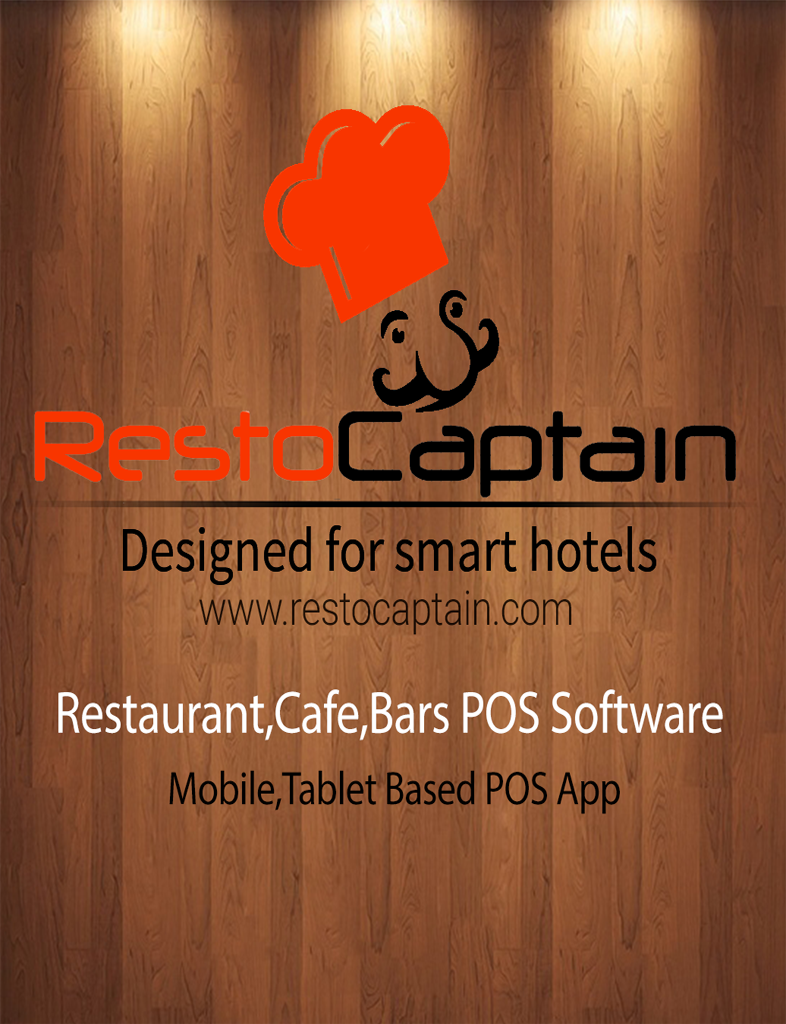 RestoCaptain
Designed for smart hotels
www.restocaptain.com
Restaurant,Cafe,Bars POS Software
Mobile,Tablet Based POS App